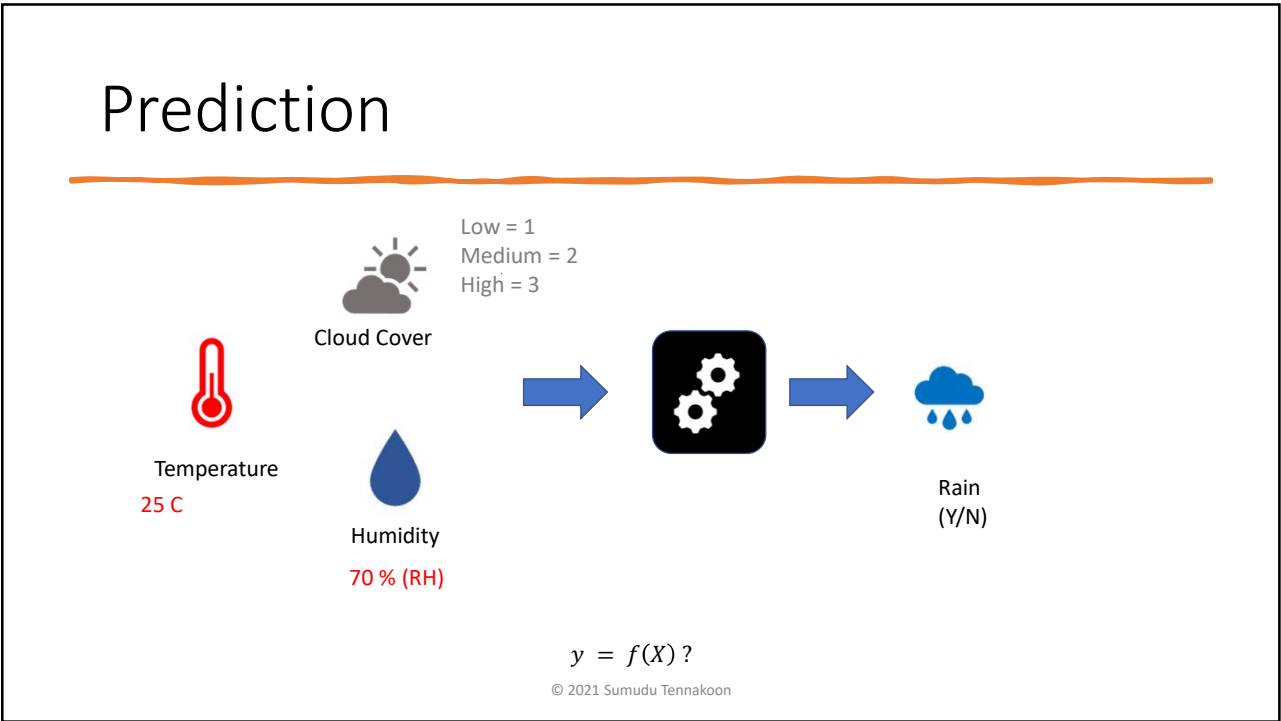 Prediction
Low = 1
Medium = 2
High = 3
Cloud Cover
Temperature
25 C
Humidity
70 % (RH)
Rain
(Y/N)
y = f(X) ?
© 2021 Sumudu Tennakoon